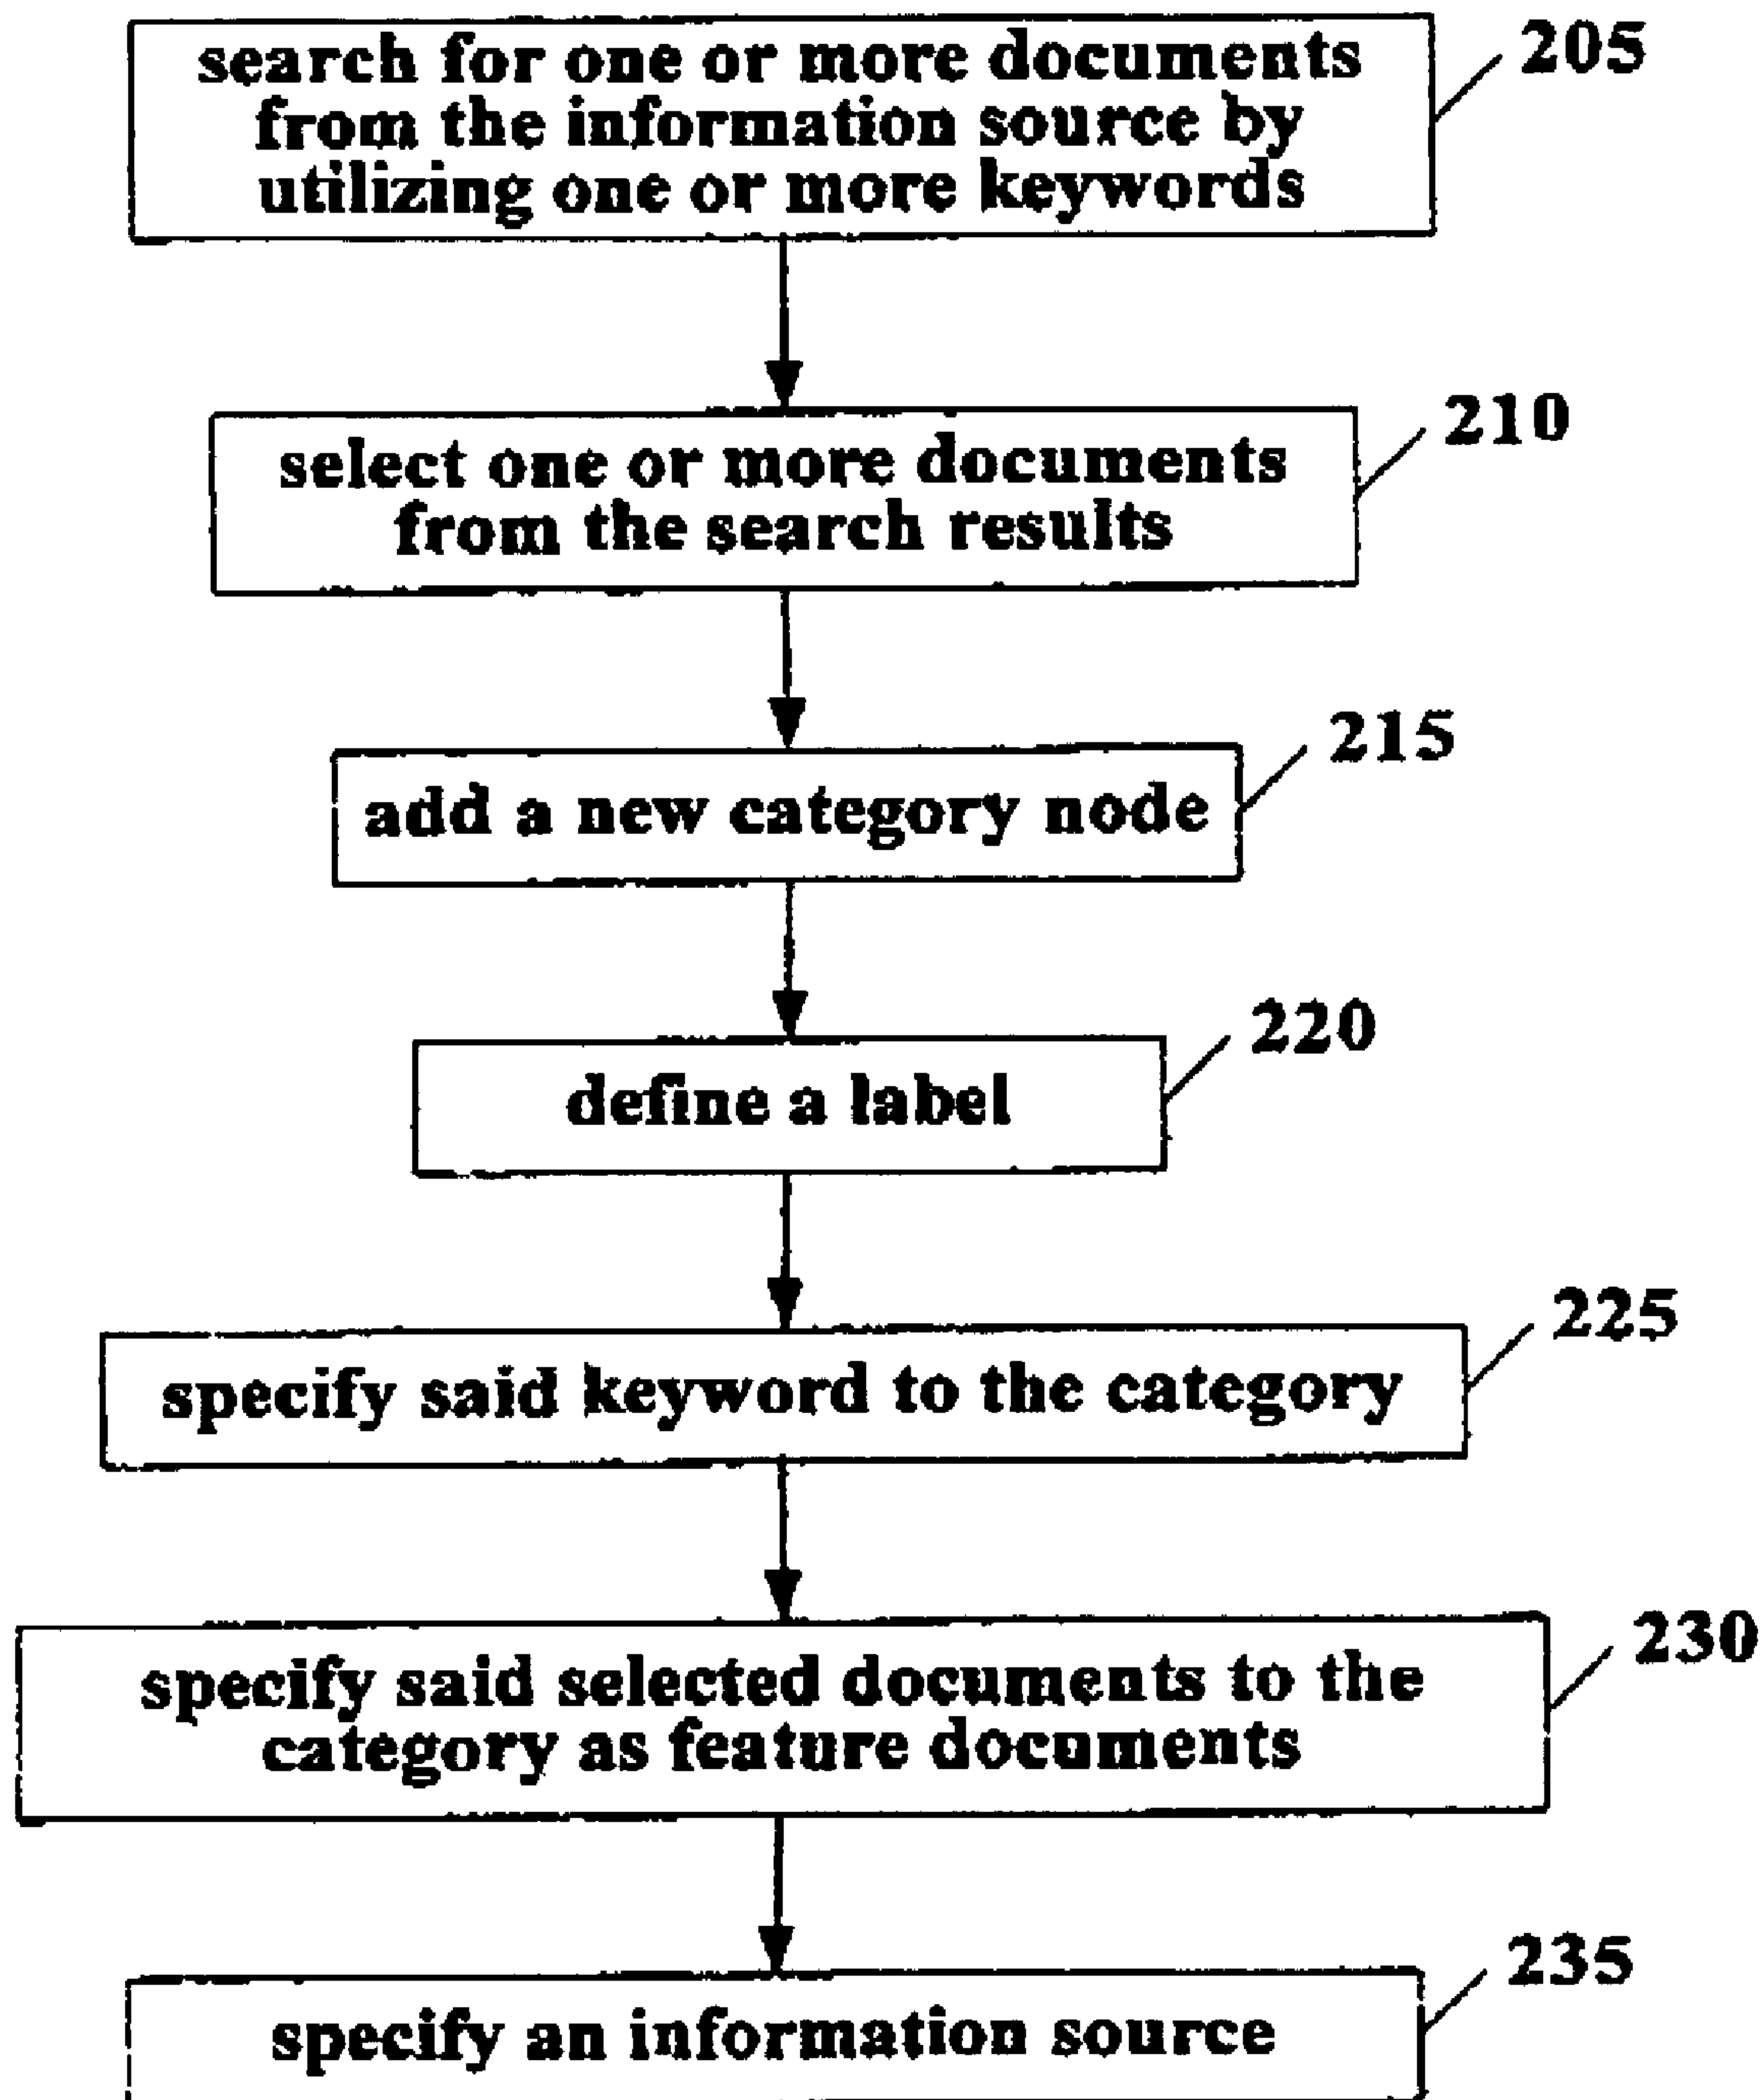 search for one or more documents
from the information source by
utilizing one or more keywords
205
select one or more documents
from the search results
210
add a new category node
215
define a label
220
specify said keyword to the category
225
specify said selected documents to the
category as feature documents
230
specify an information source
235